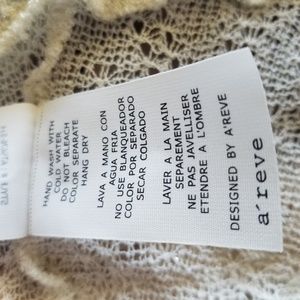 HAND WASH WITH
COLD WATER
DO NOT BLEACH
COLOR SEPARATE
HANG DRY
LAVA A MANO CON
AGUA FRIA
NO USE BLANQUEADOR
COLOR POR SEPARADO
SECAR COLGADO
LAVER A LA MAIN
SEPAREMENT
NE PAS JAVELLISER
ETENDRE A L'OMBRE
DESIGNED BY A'REVE
a'reve